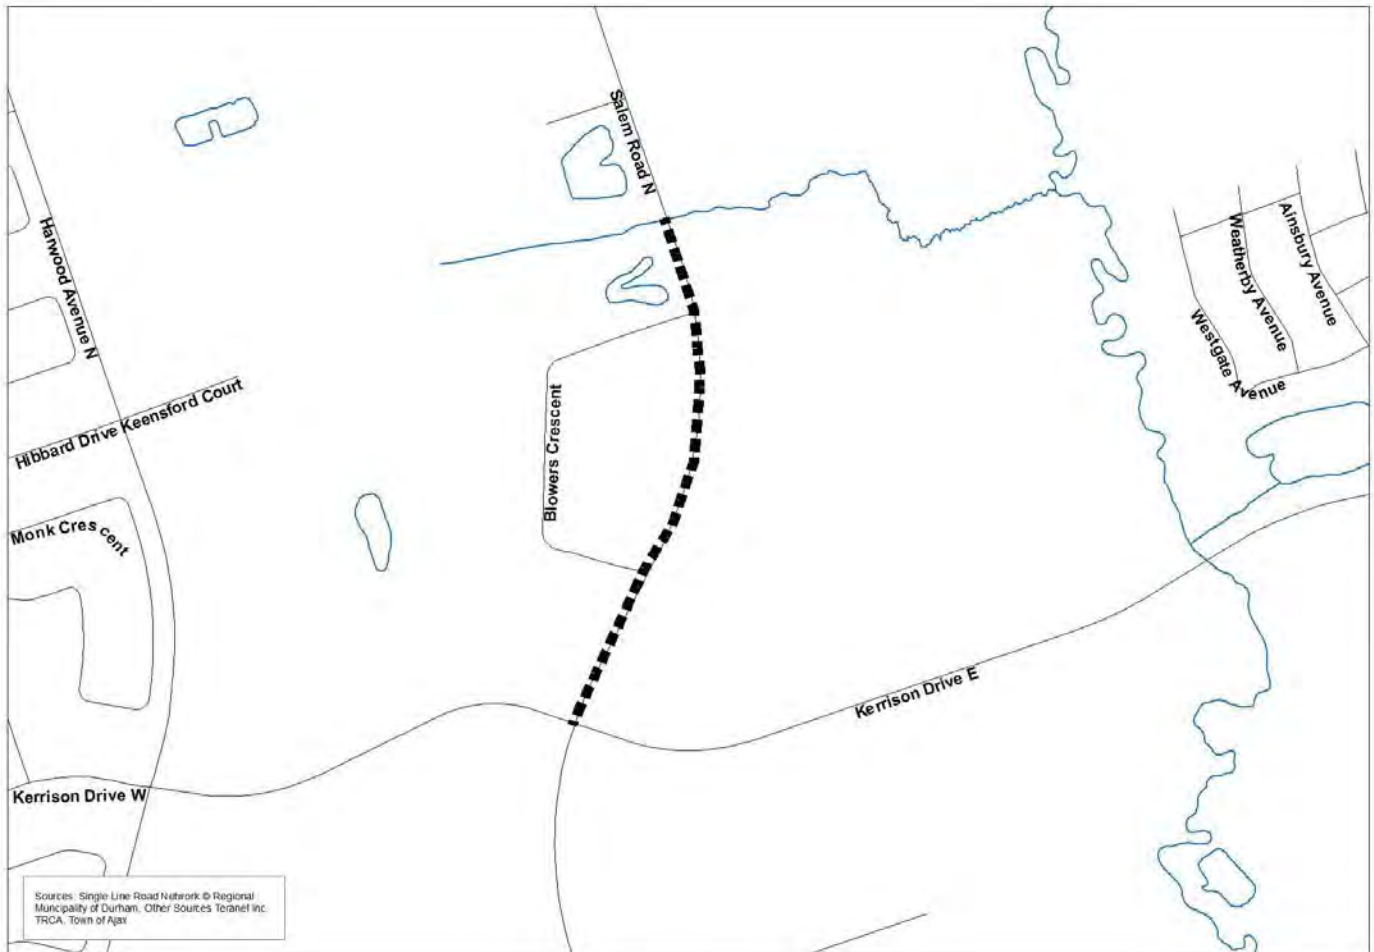 Salem Road N
Harwood Avenue N
Weatherby Avenue
Ainsbury Avenue
Westgate Avenue
Hibbard Drive Keensford Court
Blowers Crescent
Monk Crescent
Kerrison Drive E
Kerrison Drive W
Sources: Single Line Road Network © Regional
Muncipality of Durham, Other Sources Teranet Inc.
TRCA, Town of Ajax